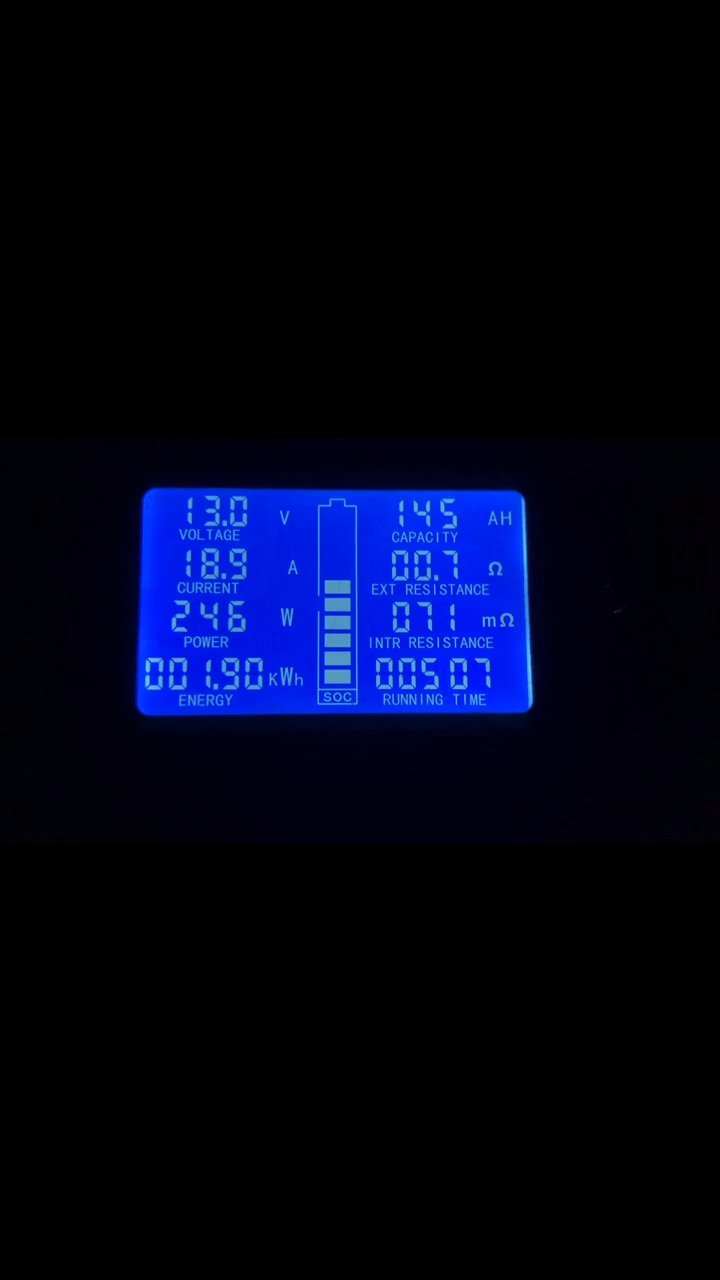 13.0 V 145 AH
VOLTAGE CAPACITY
18.9 A 00.7 Ω
CURRENT EXT RESISTANCE
246 W 071 mΩ
POWER INTR RESISTANCE
001.90 KWh 00507
ENERGY SOC RUNNING TIME